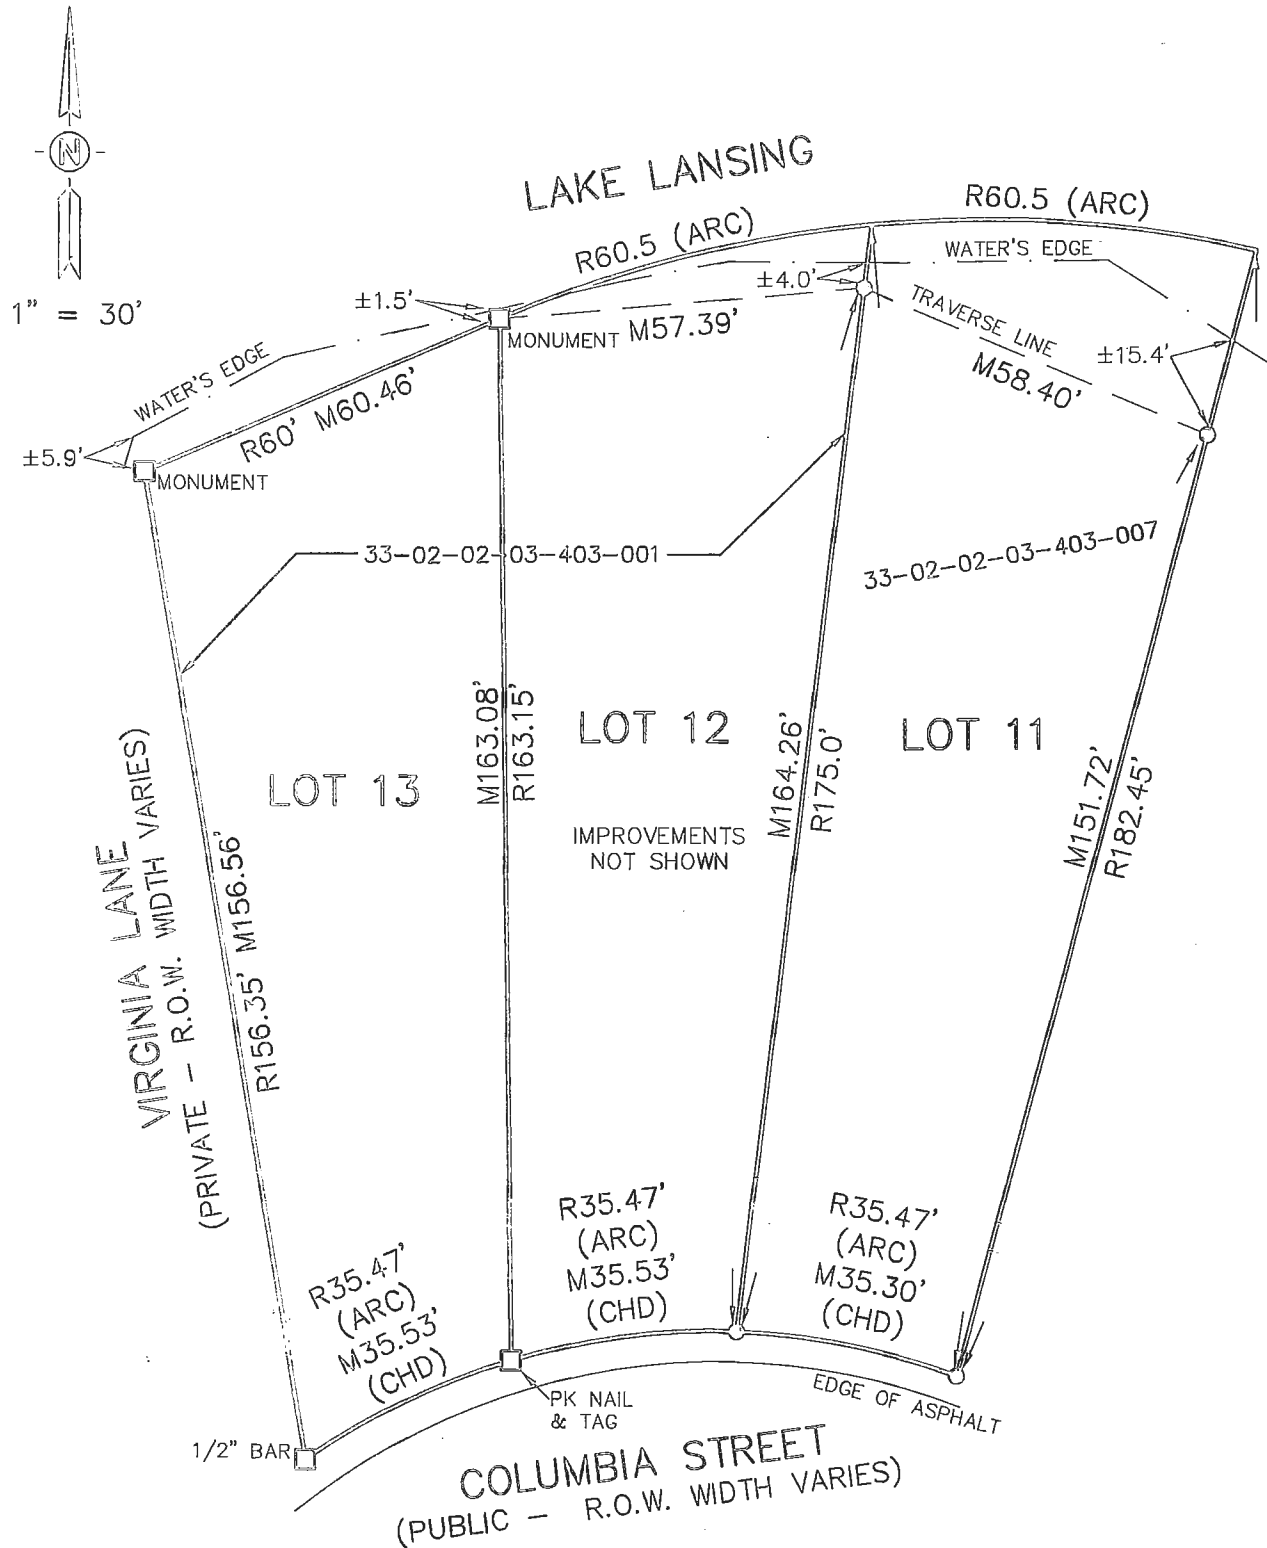 N
1" = 30'
LAKE LANSING
R60.5 (ARC)
R60.5 (ARC)
WATER'S EDGE
±4.0'
±1.5'
MONUMENT
M57.39'
TRAVERSE LINE
M58.40'
±15.4'
WATER'S EDGE
R60' M60.46'
±5.9'
MONUMENT
33-02-02-03-403-001
33-02-02-03-403-007
M163.08'
R163.15'
LOT 12
LOT 11
LOT 13
M164.26'
R175.0'
M151.72'
R182.45'
IMPROVEMENTS
NOT SHOWN
VIRGINIA LANE
(PRIVATE - R.O.W. WIDTH VARIES)
R156.35' M156.56'
R35.47'
(ARC)
M35.53'
(CHD)
R35.47'
(ARC)
M35.53'
(CHD)
R35.47'
(ARC)
M35.30'
(CHD)
PK NAIL
& TAG
EDGE OF ASPHALT
1/2" BAR
COLUMBIA STREET
(PUBLIC - R.O.W. WIDTH VARIES)